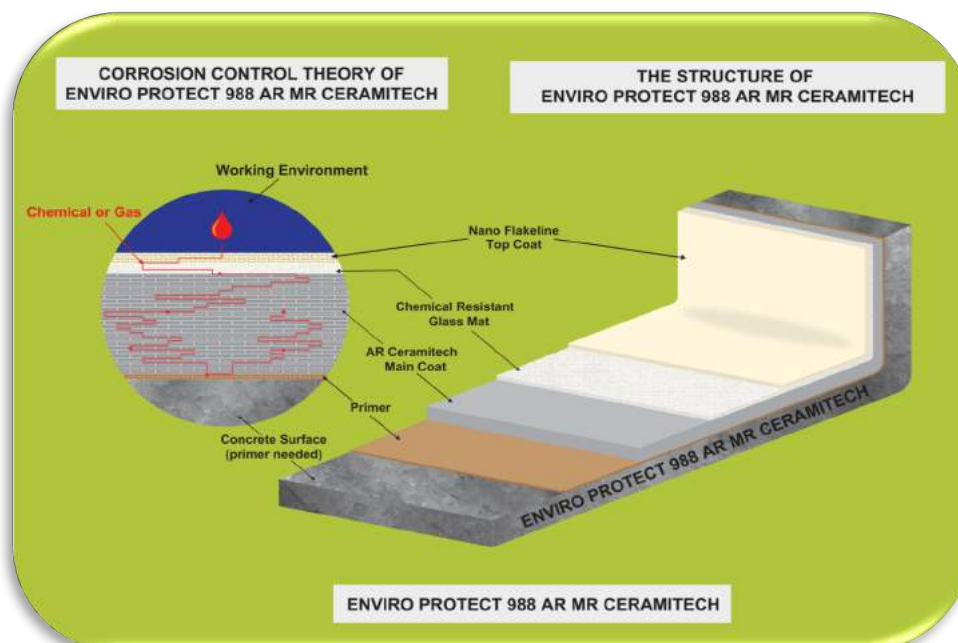 CORROSION CONTROL THEORY OF
ENVIRO PROTECT 988 AR MR CERAMITECH
THE STRUCTURE OF
ENVIRO PROTECT 988 AR MR CERAMITECH
Working Environment
Chemical or Gas
Nano Flakeline
Top Coat
Chemical Resistant
Glass Mat
AR Ceramitech
Main Coat
Primer
Concrete Surface
(primer needed)
ENVIRO PROTECT 988 AR MR CERAMITECH
ENVIRO PROTECT 988 AR MR CERAMITECH